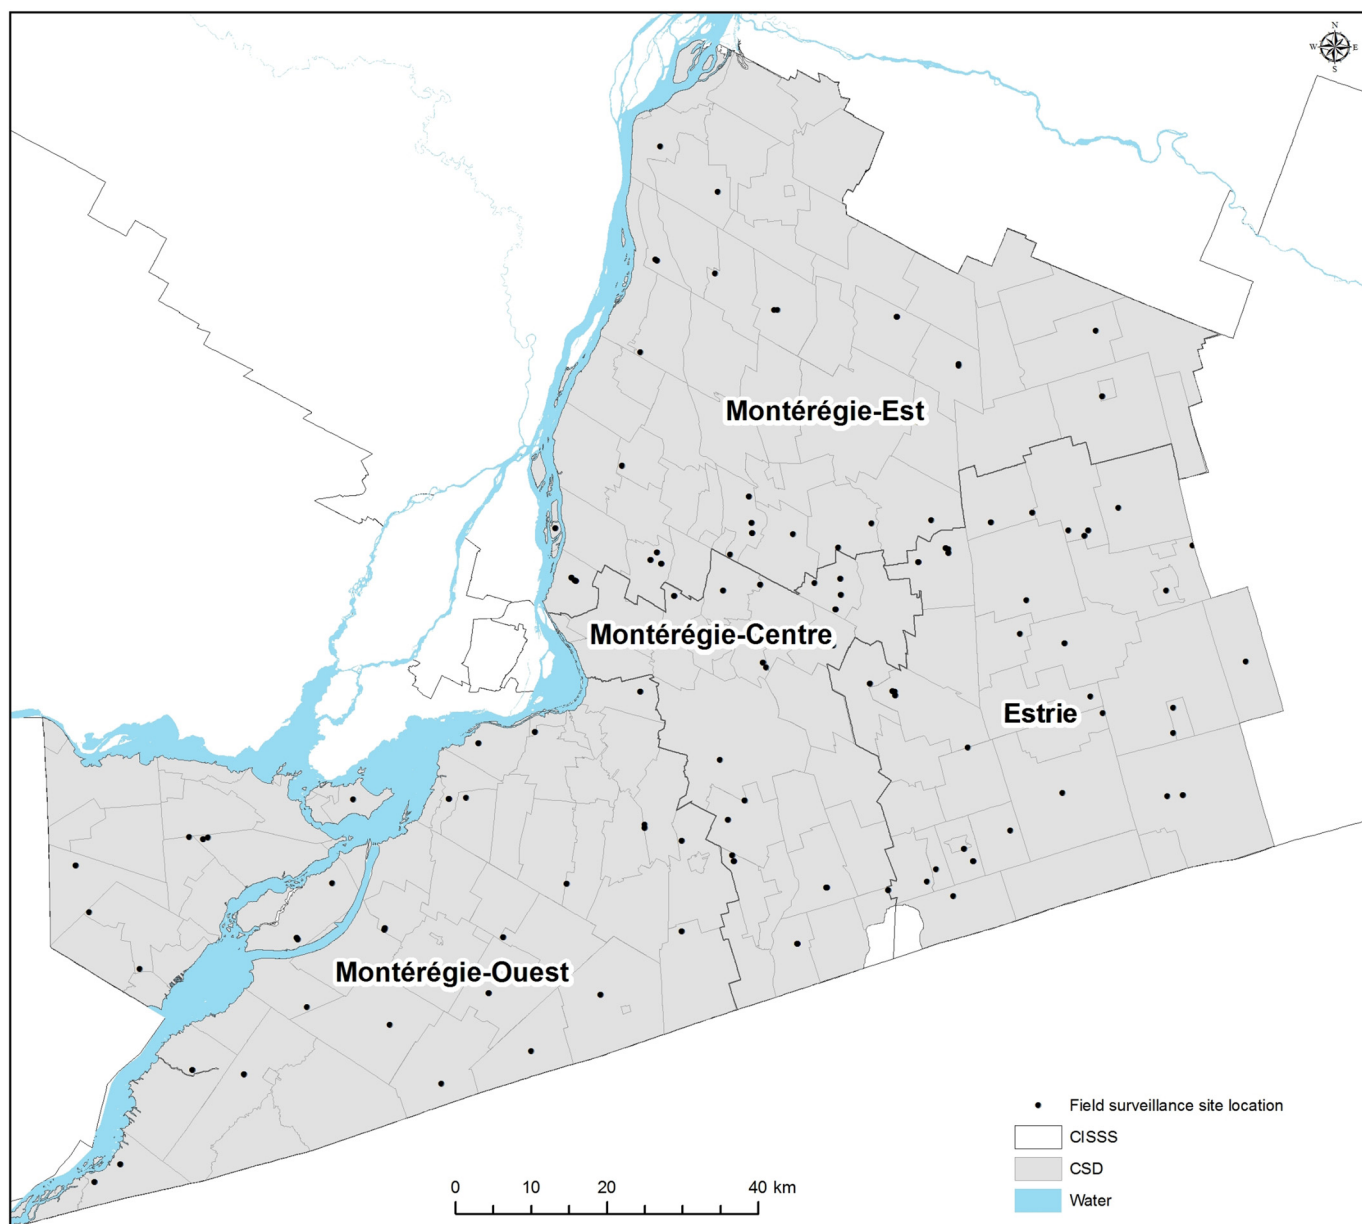 N
W E
S
Montérégie-Est
Montérégie-Centre
Estrie
Montérégie-Ouest
Field surveillance site location
CISSS
CSD
Water
0 10 20 40 km